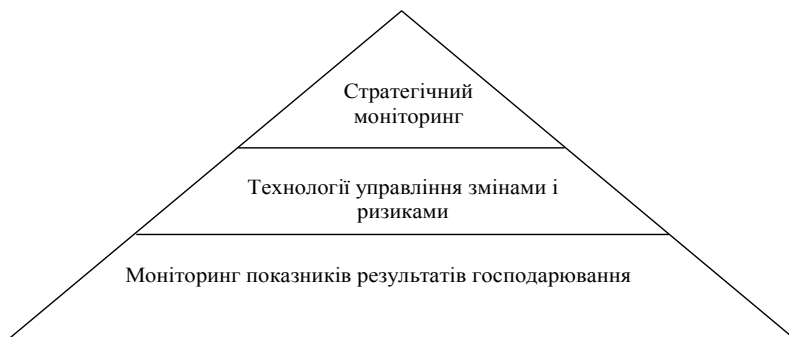 Стратегічний
моніторинг
Технології управління змінами і
ризиками
Моніторинг показників результатів господарювання